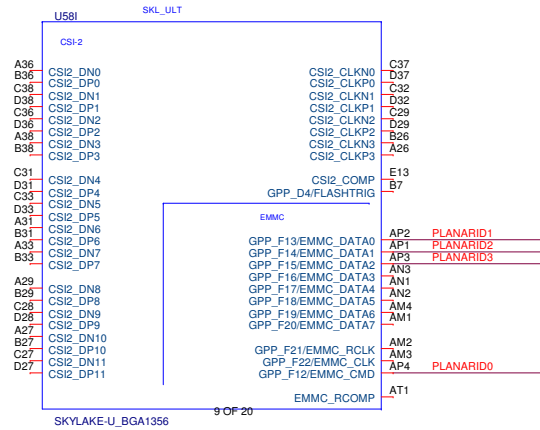 U58I
SKL_ULT
CSI-2
A36 CSI2_DN0 CSI2_CLKN0 C37
B36 CSI2_DP0 CSI2_CLKP0 D37
C38 CSI2_DN1 CSI2_CLKN1 C32
D38 CSI2_DP1 CSI2_CLKP1 D32
C36 CSI2_DN2 CSI2_CLKN2 C29
D36 CSI2_DP2 CSI2_CLKP2 D29
A38 CSI2_DN3 CSI2_CLKN3 B26
B38 CSI2_DP3 CSI2_CLKP3 A26
C31 CSI2_DN4 CSI2_COMP E13
D31 CSI2_DP4 GPP_D4/FLASHTRIG B7
C33 CSI2_DN5
D33 CSI2_DP5 EMMC
A31 CSI2_DN6
B31 CSI2_DP6 GPP_F13/EMMC_DATA0 AP2 PLANARID1
A33 CSI2_DN7 GPP_F14/EMMC_DATA1 AP1 PLANARID2
B33 CSI2_DP7 GPP_F15/EMMC_DATA2 AP3 PLANARID3
GPP_F16/EMMC_DATA3 AN3
A29 CSI2_DN8 GPP_F17/EMMC_DATA4 AN1
B29 CSI2_DP8 GPP_F18/EMMC_DATA5 AN2
C28 CSI2_DN9 GPP_F19/EMMC_DATA6 AM4
D28 CSI2_DP9 GPP_F20/EMMC_DATA7 AM1
A27 CSI2_DN10
B27 CSI2_DP10 GPP_F21/EMMC_RCLK AM2
C27 CSI2_DN11 GPP_F22/EMMC_CLK AM3
D27 CSI2_DP11 GPP_F12/EMMC_CMD AP4 PLANARID0
EMMC_RCOMP AT1
9 OF 20
SKYLAKE-U_BGA1356